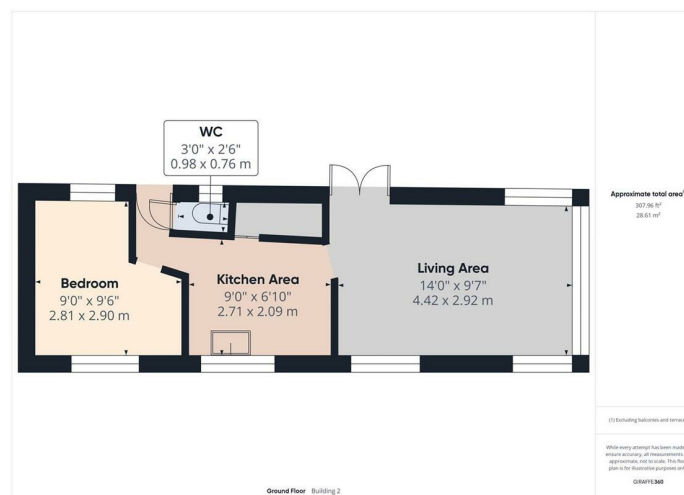 WC
3'0" x 2'6"
0.98 x 0.76 m
Bedroom
9'0" x 9'6"
2.81 x 2.90 m
Kitchen Area
9'0" x 6'10"
2.71 x 2.09 m
Living Area
14'0" x 9'7"
4.42 x 2.92 m
Ground Floor Building 2
Approximate total area
307.96 ft²
28.61 m²
(1) Excluding balconies and terrace
While every attempt has been made
ensure accuracy, all measurements
approximate, not to scale. This
plan is for illustrative purposes
GIRAFFE360